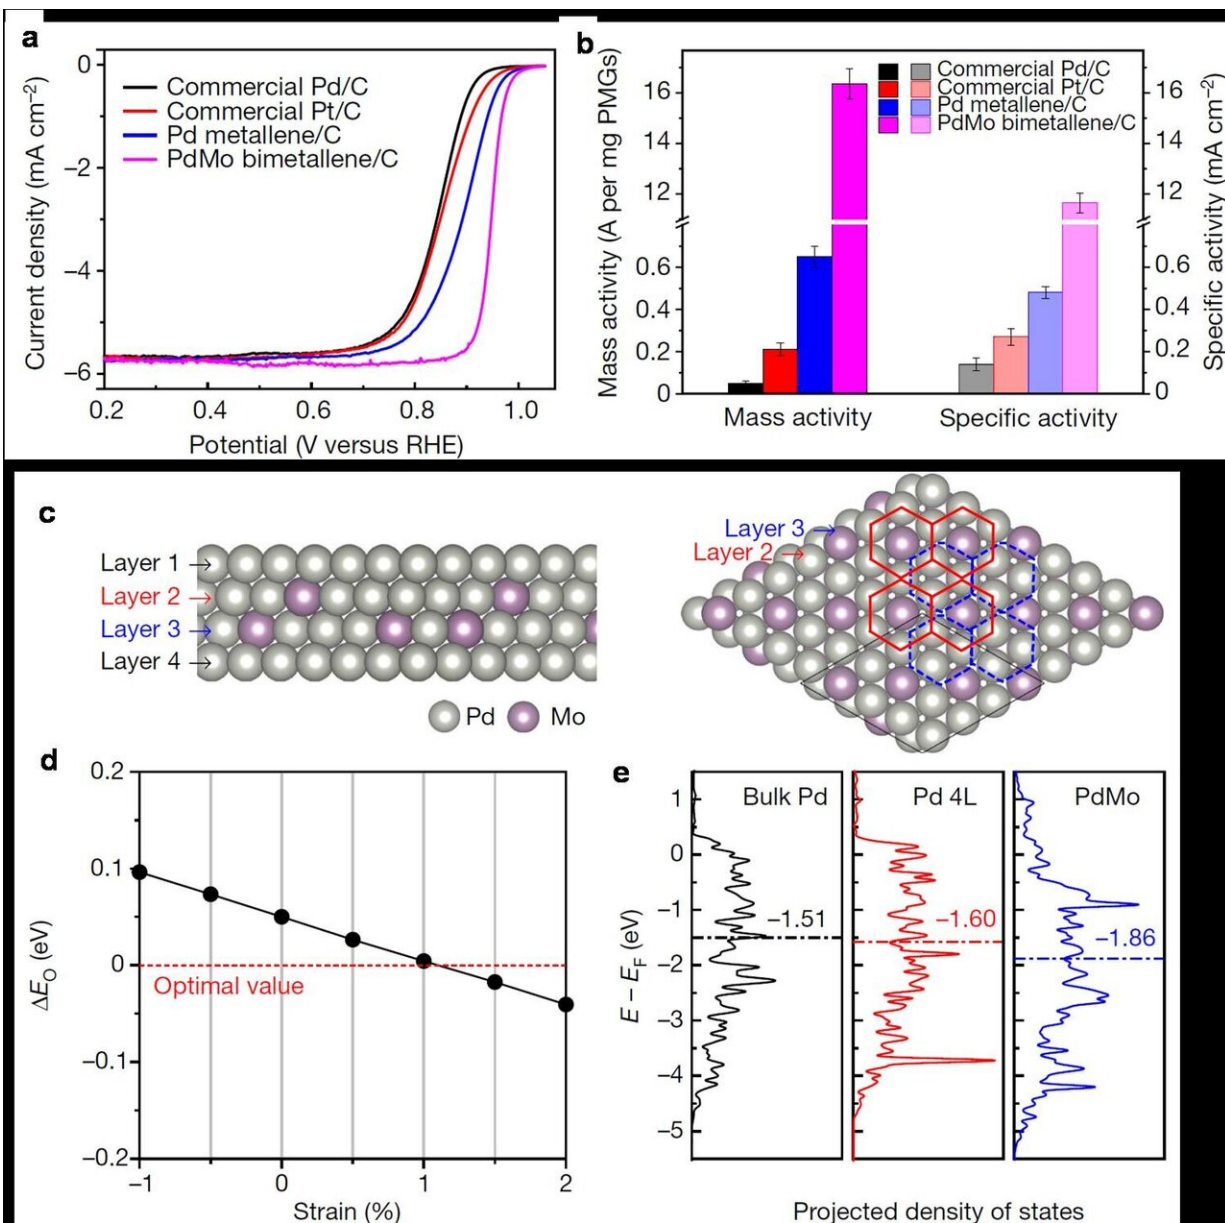 a
Current density (mA cm⁻²)
0
−2
−4
−6
Commercial Pd/C
Commercial Pt/C
Pd metallene/C
PdMo bimetallene/C
0.2 0.4 0.6 0.8 1.0
Potential (V versus RHE)
b
Mass activity (A per mg PMGs)
16
14
12
0.6
0.4
0.2
0
Commercial Pd/C
Commercial Pt/C
Pd metallene/C
PdMo bimetallene/C
16
14
12
0.6
0.4
0.2
0
Specific activity (mA cm⁻²)
Mass activity Specific activity
c
Layer 1 →
Layer 2 →
Layer 3 →
Layer 4 →
Pd Mo
Layer 3 →
Layer 2 →
d
ΔE_O (eV)
0.2
0.1
0
−0.1
−0.2
Optimal value
−1 0 1 2
Strain (%)
e
E − E_F (eV)
1
0
−1
−2
−3
−4
−5
Bulk Pd
−1.51
Pd 4L
−1.60
PdMo
−1.86
Projected density of states